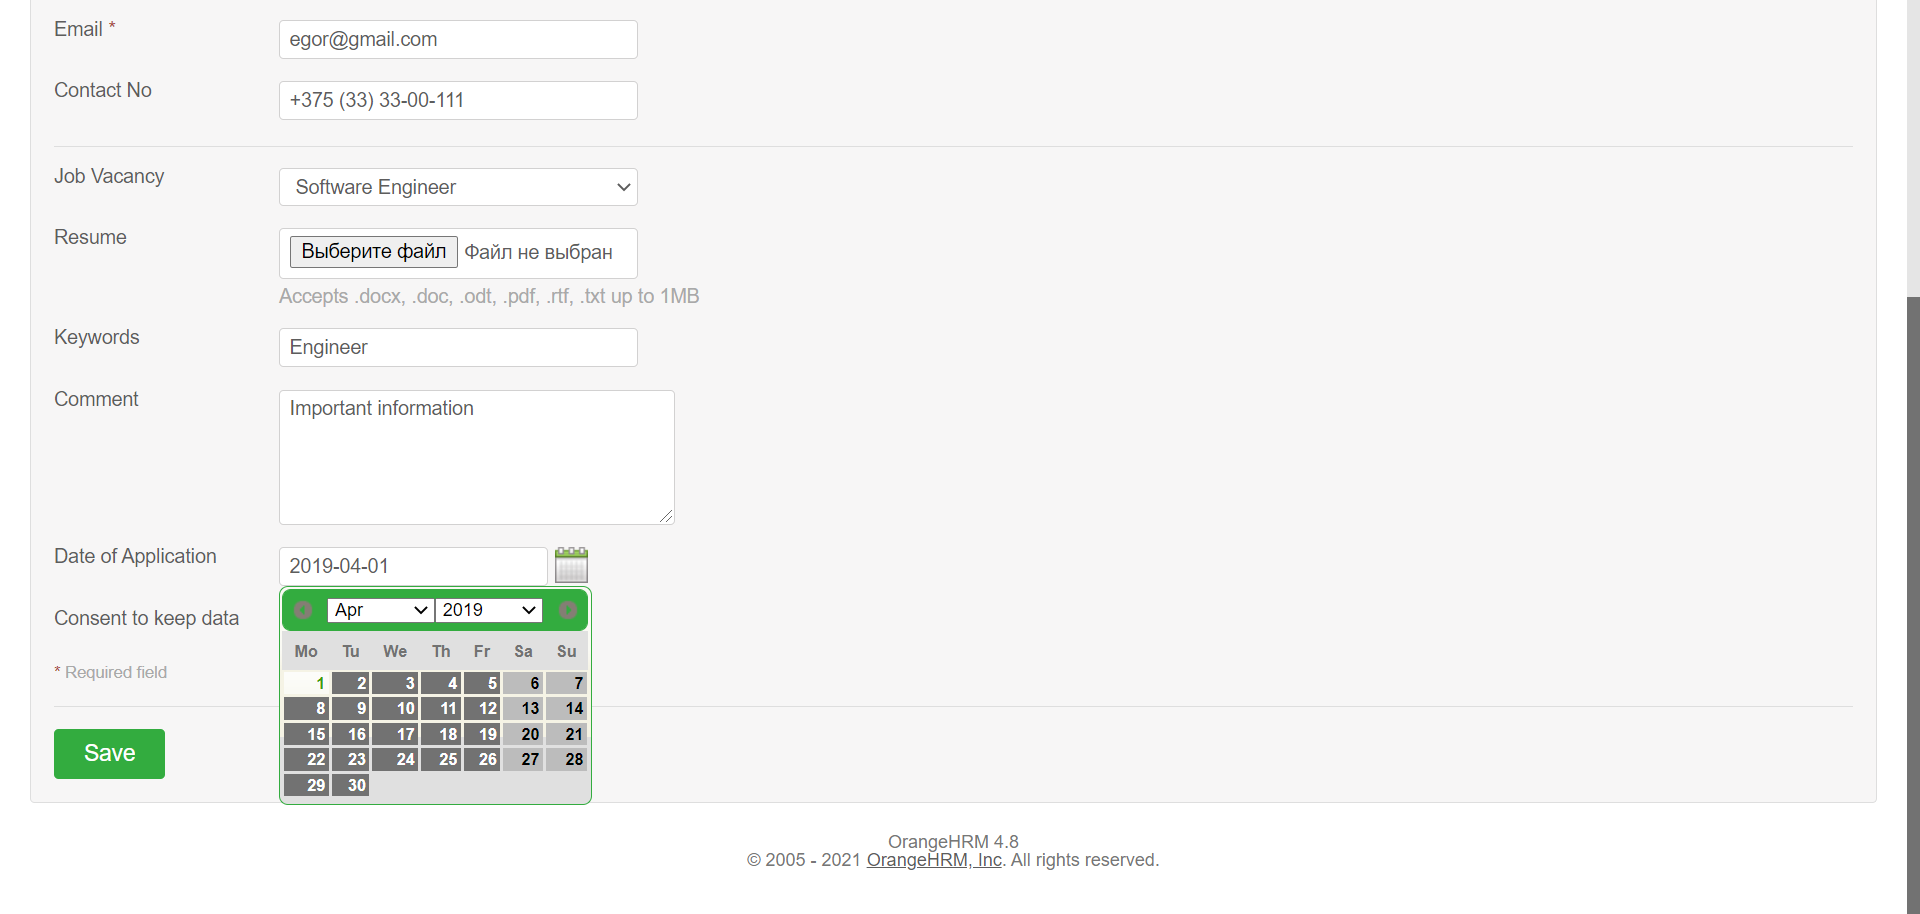 Email *
egor@gmail.com
Contact No
+375 (33) 33-00-111
Job Vacancy
Software Engineer
Resume
Выберите файл Файл не выбран
Accepts .docx, .doc, .odt, .pdf, .rtf, .txt up to 1MB
Keywords
Engineer
Comment
Important information
Date of Application
2019-04-01
Apr 2019
Consent to keep data
Mo Tu We Th Fr Sa Su
* Required field
1 2 3 4 5 6 7
8 9 10 11 12 13 14
15 16 17 18 19 20 21
22 23 24 25 26 27 28
29 30
Save
OrangeHRM 4.8
© 2005 - 2021 OrangeHRM, Inc. All rights reserved.